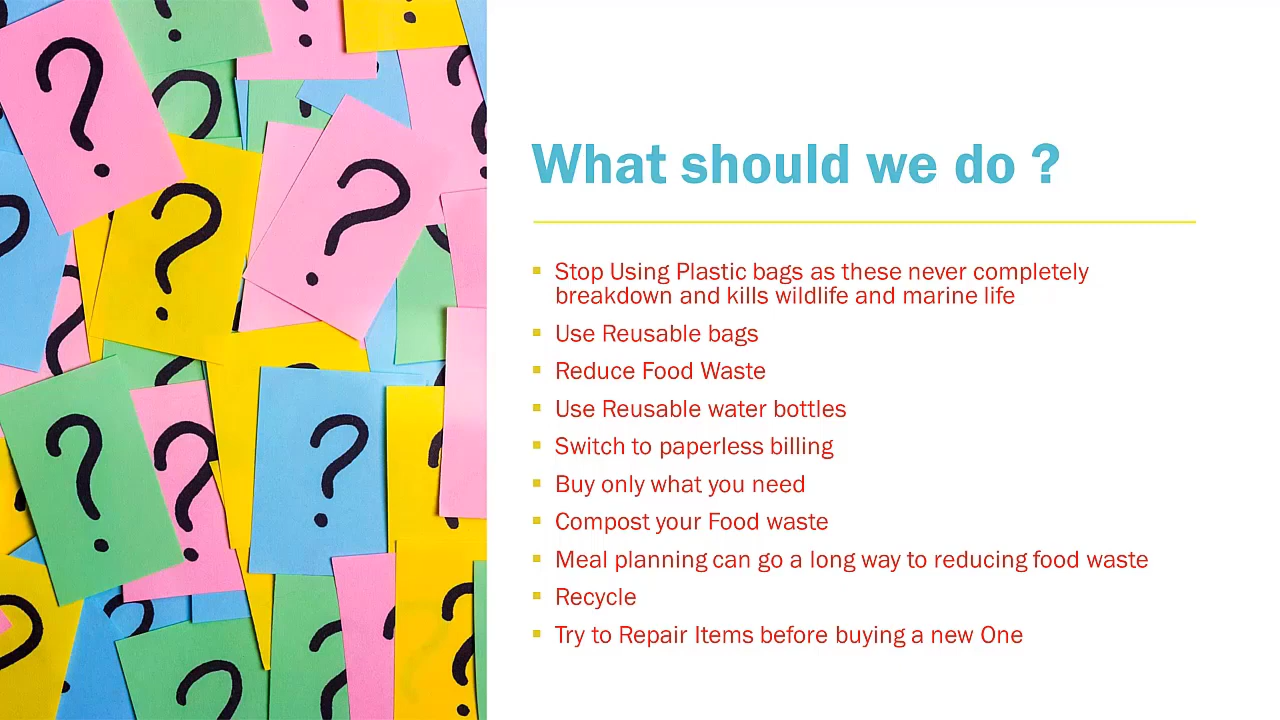 What should we do ?
Stop Using Plastic bags as these never completely
breakdown and kills wildlife and marine life
Use Reusable bags
Reduce Food Waste
Use Reusable water bottles
Switch to paperless billing
Buy only what you need
Compost your Food waste
Meal planning can go a long way to reducing food waste
Recycle
Try to Repair Items before buying a new One